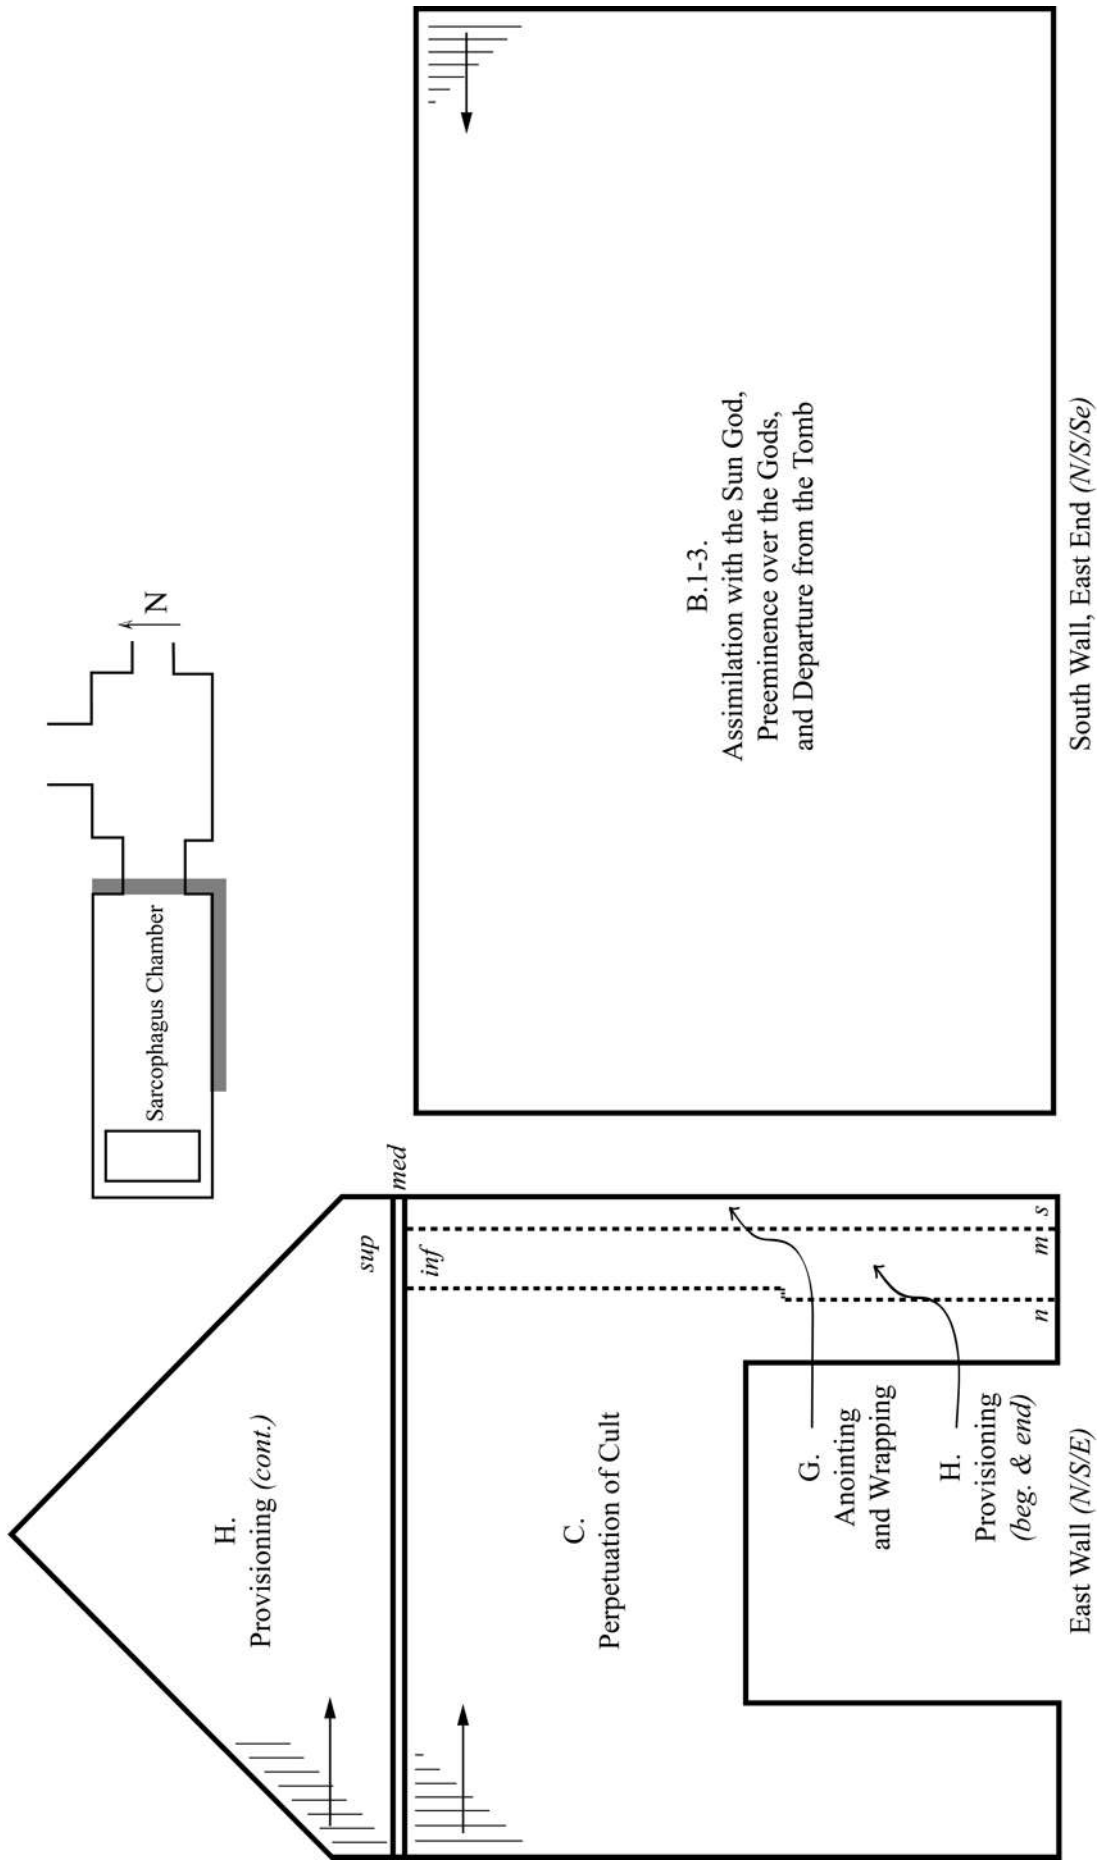 Sarcophagus Chamber
N
H.
Provisioning (cont.)
sup
med
inf
C.
Perpetuation of Cult
G.
Anointing
and Wrapping
H.
Provisioning
(beg. & end)
n
m
s
East Wall (N/S/E)
B.1-3.
Assimilation with the Sun God,
Preeminence over the Gods,
and Departure from the Tomb
South Wall, East End (N/S/Se)